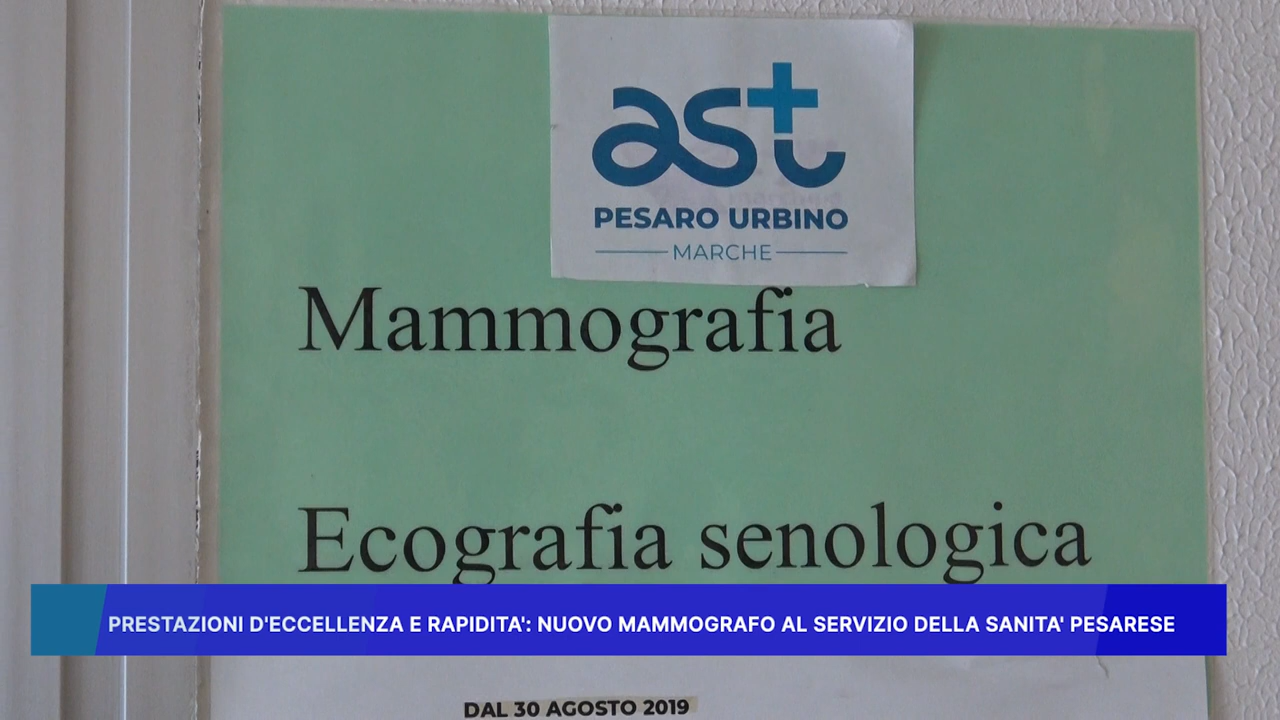 ast
PESARO URBINO
MARCHE
Mammografia
Ecografia senologica
PRESTAZIONI D'ECCELLENZA E RAPIDITA': NUOVO MAMMOGRAFO AL SERVIZIO DELLA SANITA' PESARESE
DAL 30 AGOSTO 2019